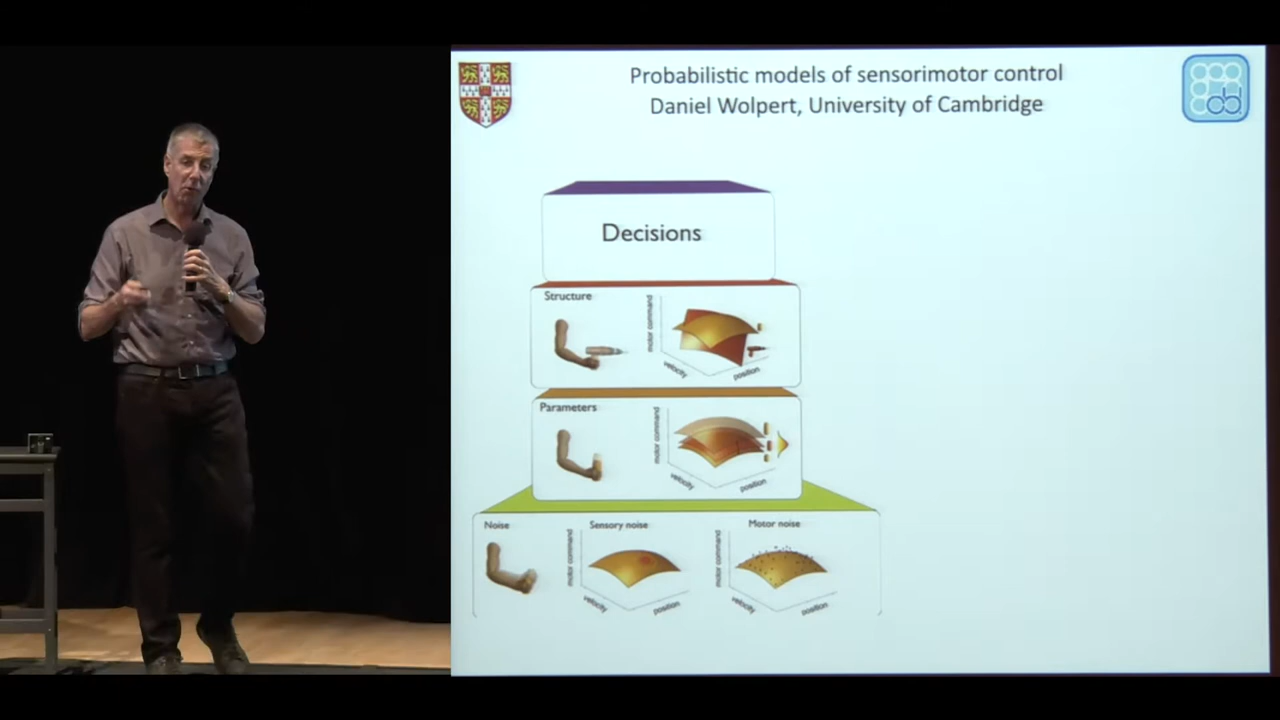 Probabilistic models of sensorimotor control
Daniel Wolpert, University of Cambridge
cbl
Decisions
Structure
motor command
velocity
position
Parameters
motor command
velocity
position
Noise
Sensory noise
Motor noise
motor command
velocity
position
motor command
velocity
position